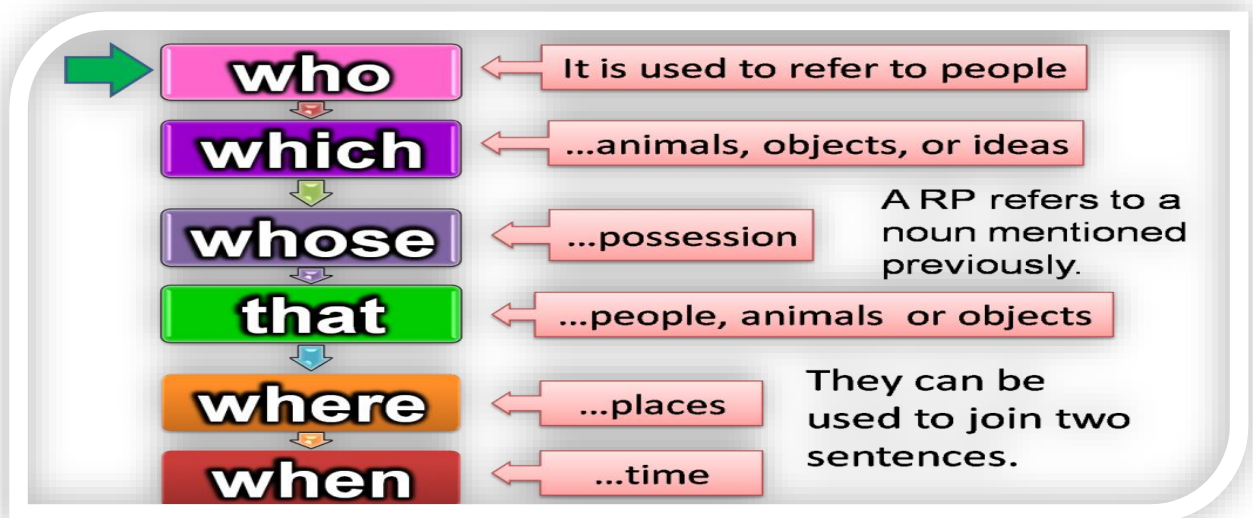 who
It is used to refer to people
which
...animals, objects, or ideas
whose
...possession
A RP refers to a
noun mentioned
previously.
that
...people, animals or objects
where
...places
They can be
used to join two
sentences.
when
...time